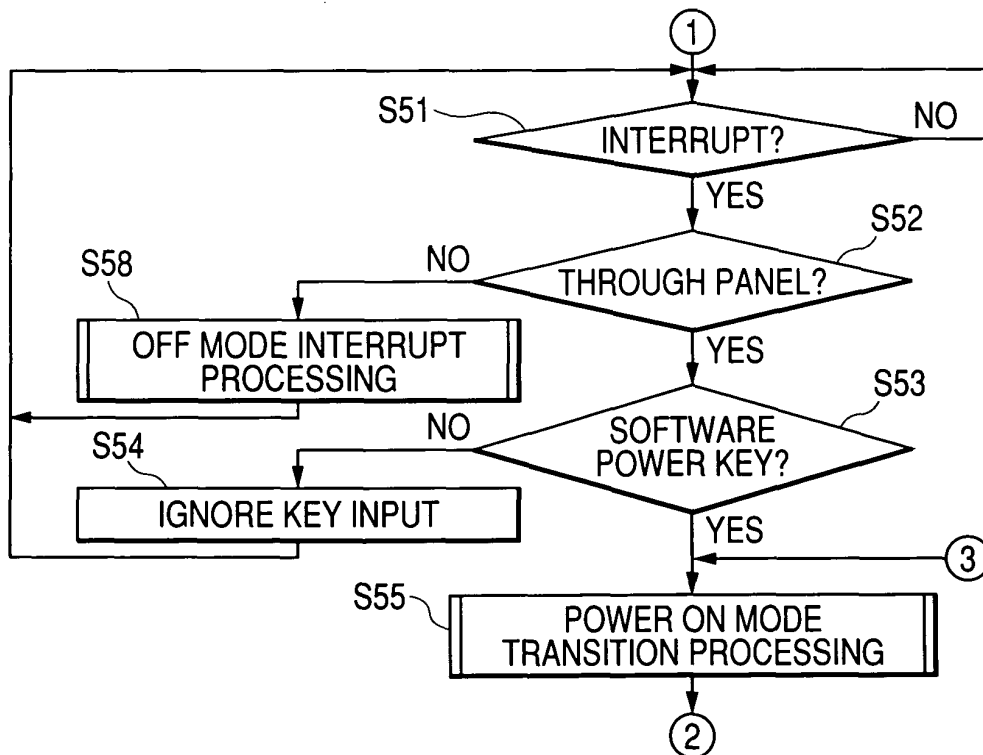 1
S51
INTERRUPT?
NO
YES
S52
THROUGH PANEL?
NO
YES
S58
OFF MODE INTERRUPT
PROCESSING
S53
SOFTWARE
POWER KEY?
NO
YES
S54
IGNORE KEY INPUT
3
S55
POWER ON MODE
TRANSITION PROCESSING
2